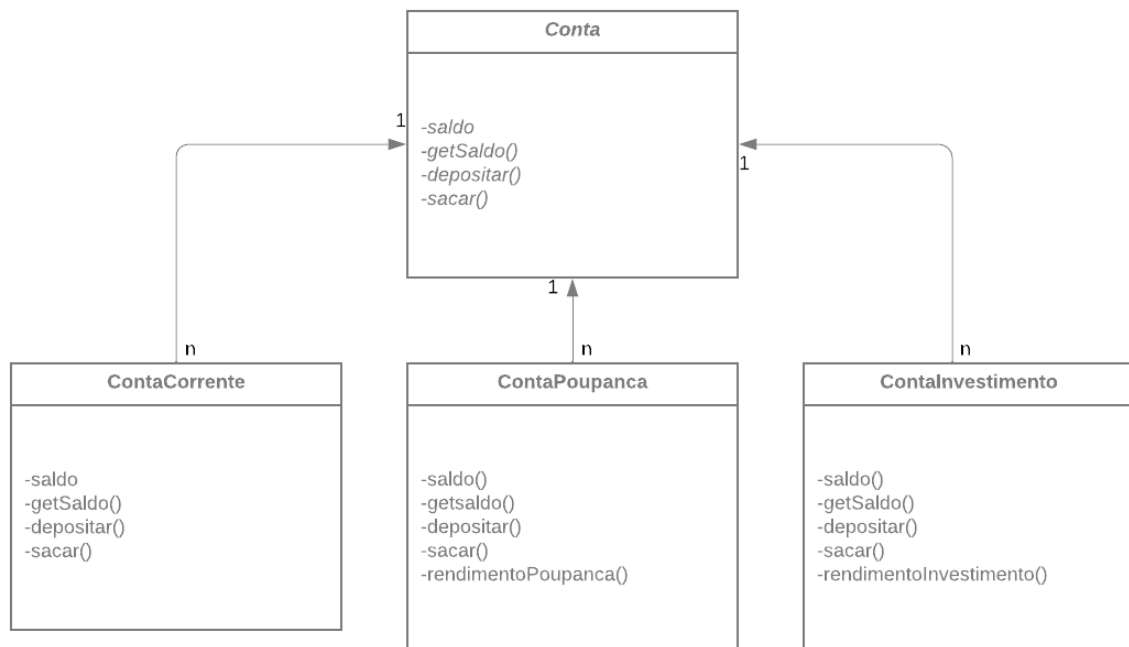 Conta
-saldo
-getSaldo()
-depositar()
-sacar()
1
1
1
n
n
n
ContaCorrente
-saldo
-getSaldo()
-depositar()
-sacar()
ContaPoupanca
-saldo()
-getsaldo()
-depositar()
-sacar()
-rendimentoPoupanca()
ContaInvestimento
-saldo()
-getSaldo()
-depositar()
-sacar()
-rendimentoInvestimento()